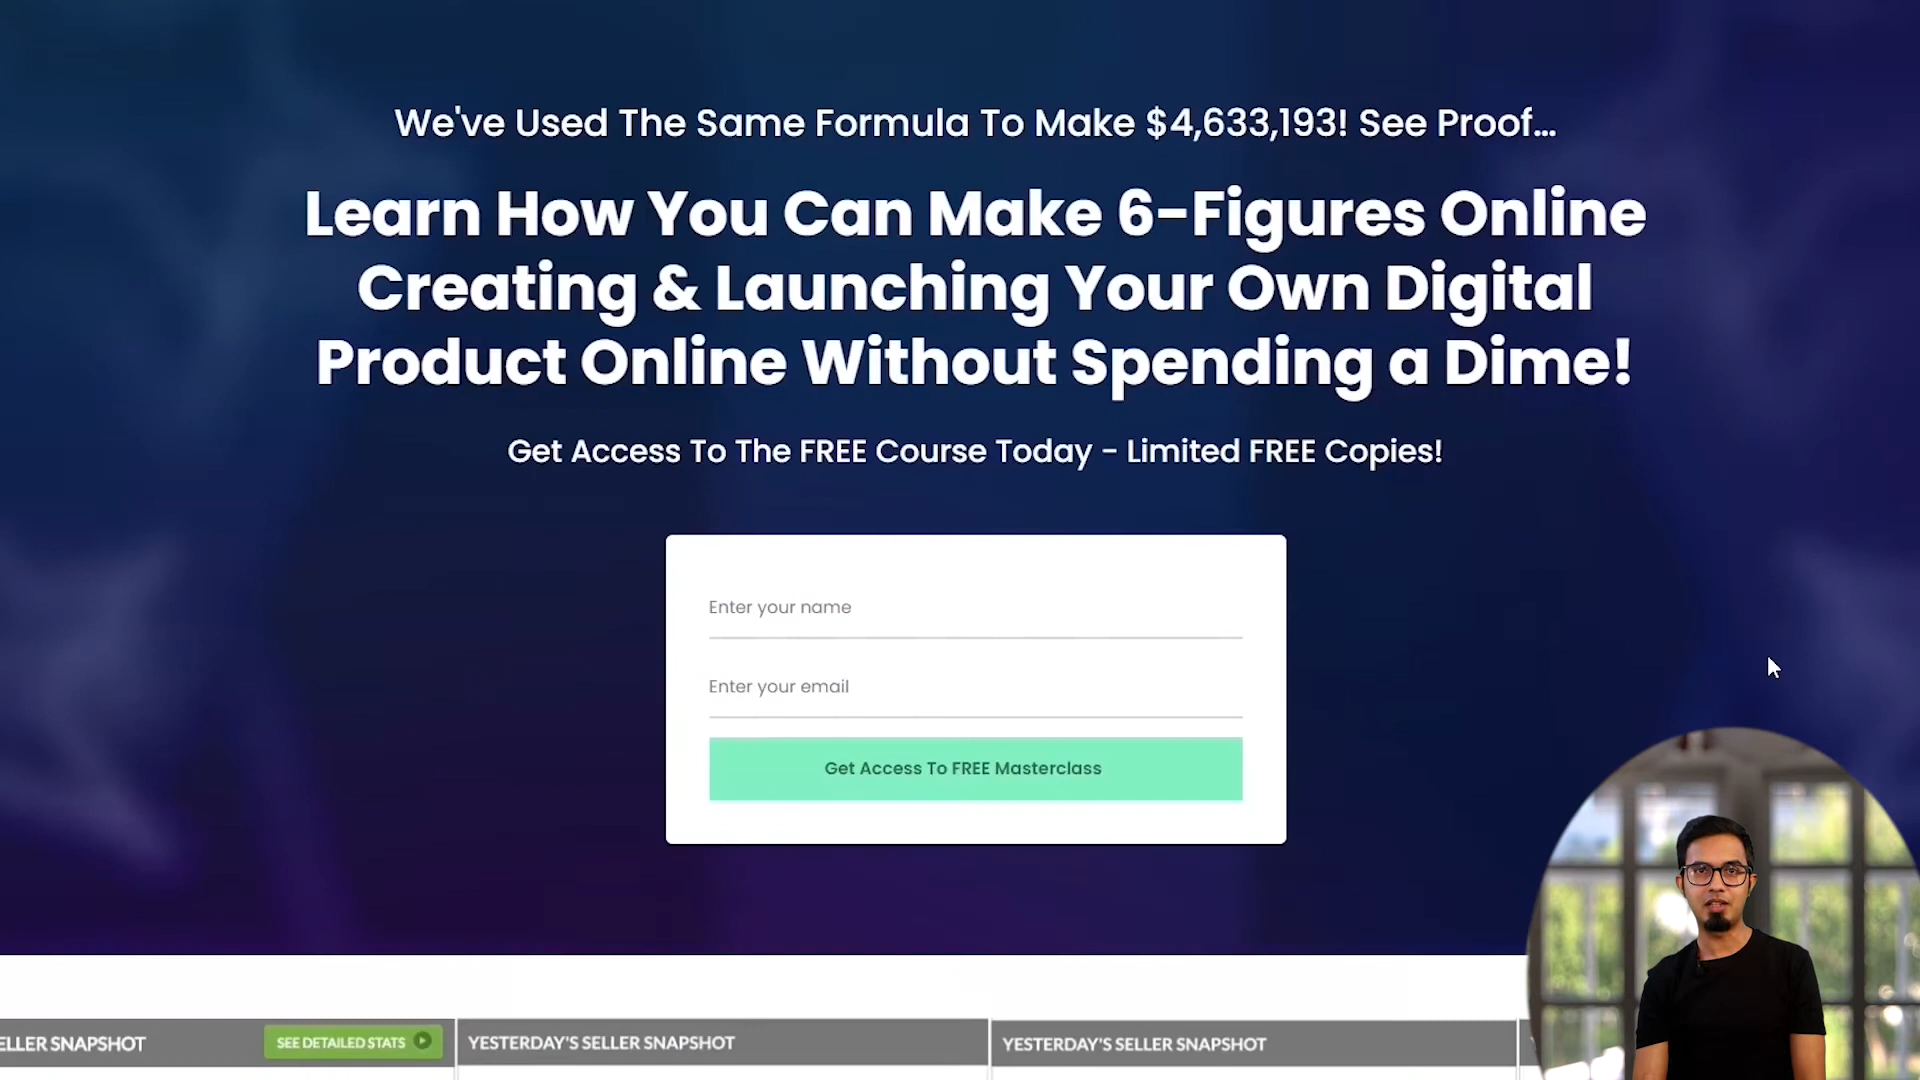 We've Used The Same Formula To Make $4,633,193! See Proof...
Learn How You Can Make 6-Figures Online
Creating & Launching Your Own Digital
Product Online Without Spending a Dime!
Get Access To The FREE Course Today - Limited FREE Copies!
Enter your name
Enter your email
Get Access To FREE Masterclass
ELLER SNAPSHOT
SEE DETAILED STATS
YESTERDAY'S SELLER SNAPSHOT
YESTERDAY'S SELLER SNAPSHOT